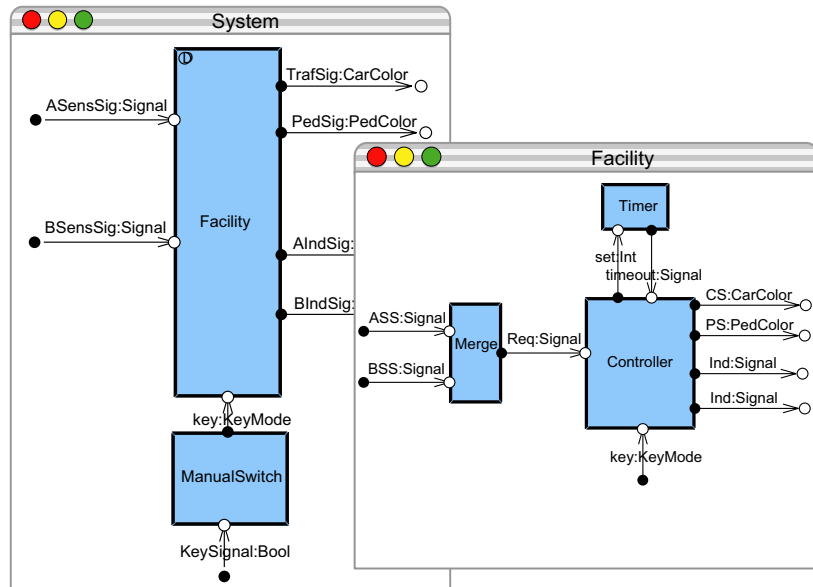 System
TrafSig:CarColor
ASensSig:Signal
PedSig:PedColor
Facility
BSensSig:Signal
AIndSig:
BIndSig:
key:KeyMode
ManualSwitch
KeySignal:Bool
Facility
Timer
set:Int
timeout:Signal
CS:CarColor
ASS:Signal
PS:PedColor
Merge
Req:Signal
BSS:Signal
Controller
Ind:Signal
Ind:Signal
key:KeyMode